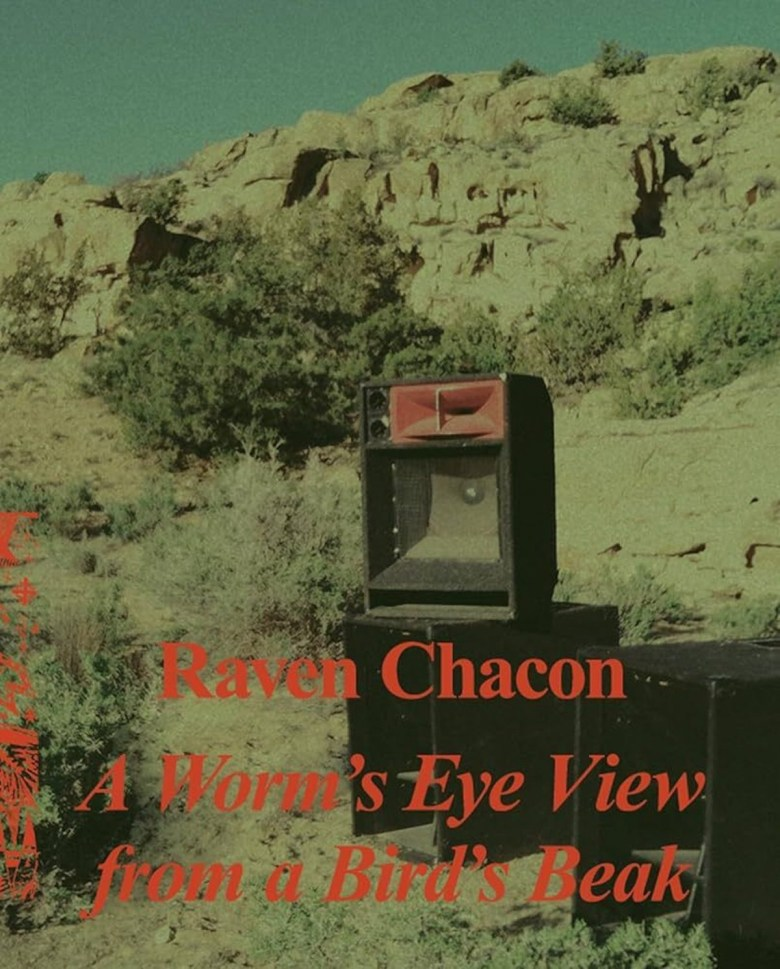 Raven Chacon
A Worm’s Eye View
from a Bird’s Beak